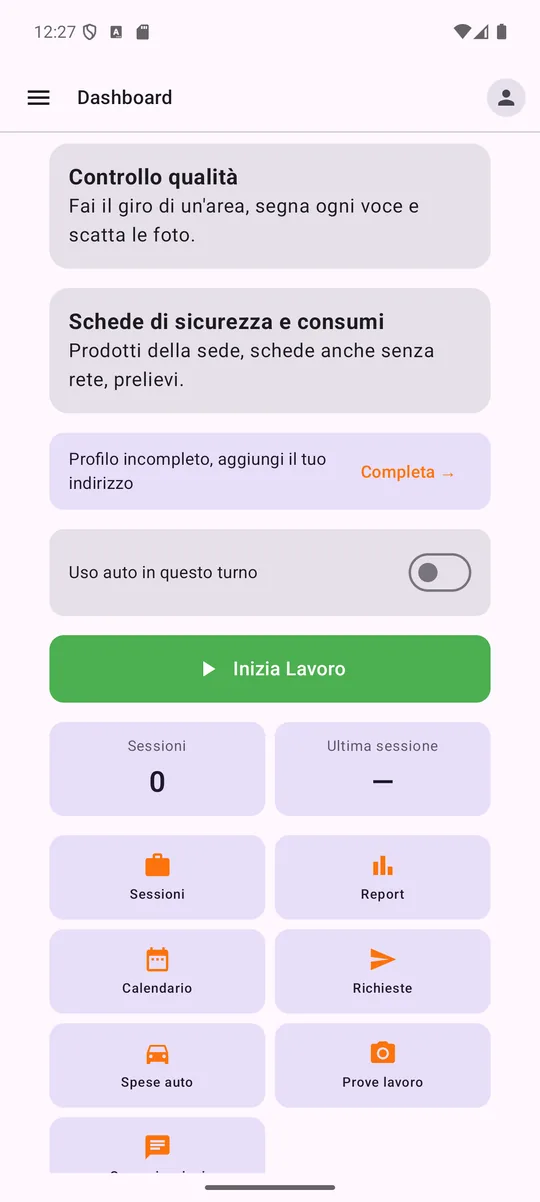 12:27
Dashboard
Controllo qualità
Fai il giro di un'area, segna ogni voce e
scatta le foto.
Schede di sicurezza e consumi
Prodotti della sede, schede anche senza
rete, prelievi.
Profilo incompleto, aggiungi il tuo
indirizzo
Completa →
Uso auto in questo turno
Inizia Lavoro
Sessioni
0
Ultima sessione
—
Sessioni
Report
Calendario
Richieste
Spese auto
Prove lavoro